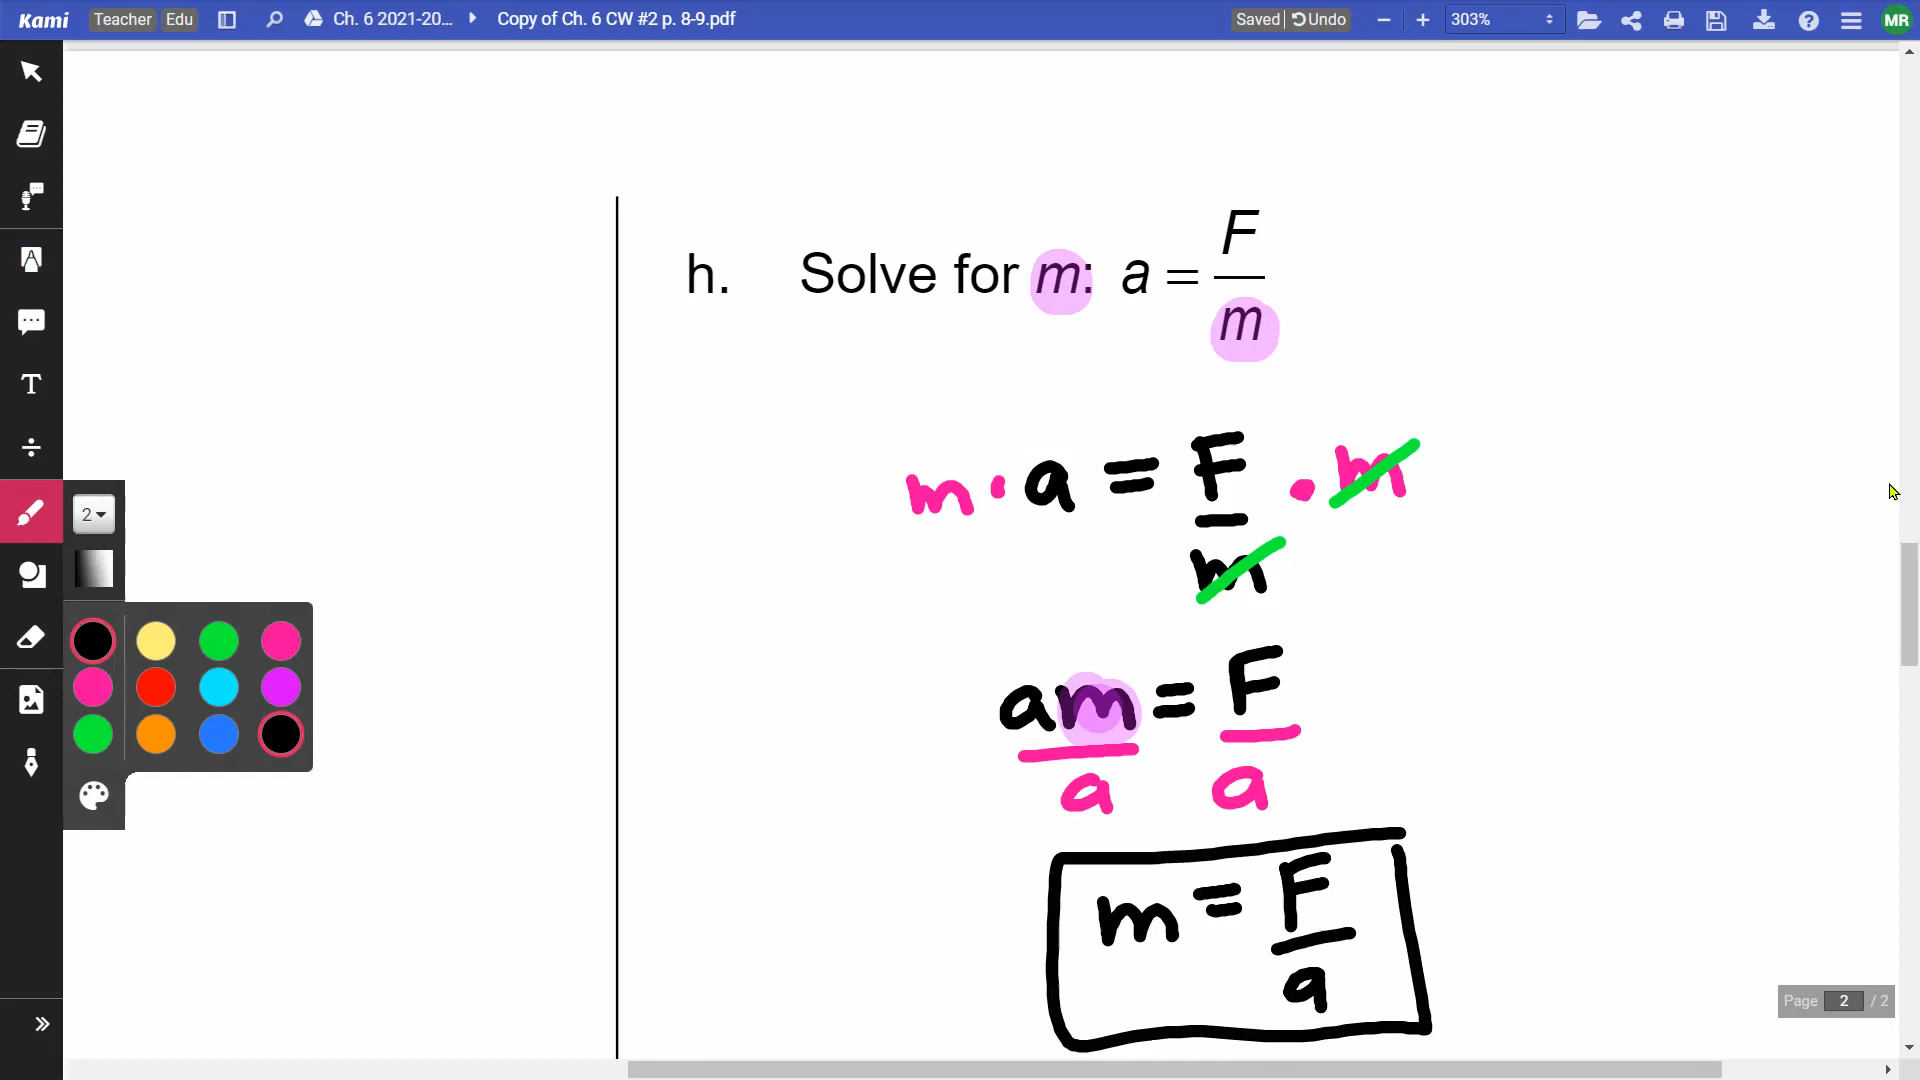 Kami Teacher Edu Ch. 6 2021-20... Copy of Ch. 6 CW #2 p. 8-9.pdf Saved Undo 303% MR
h. Solve for m: a = F/m
m · a = F/m · m
am = F
a a
m = F/a
2
T
Page 2 / 2